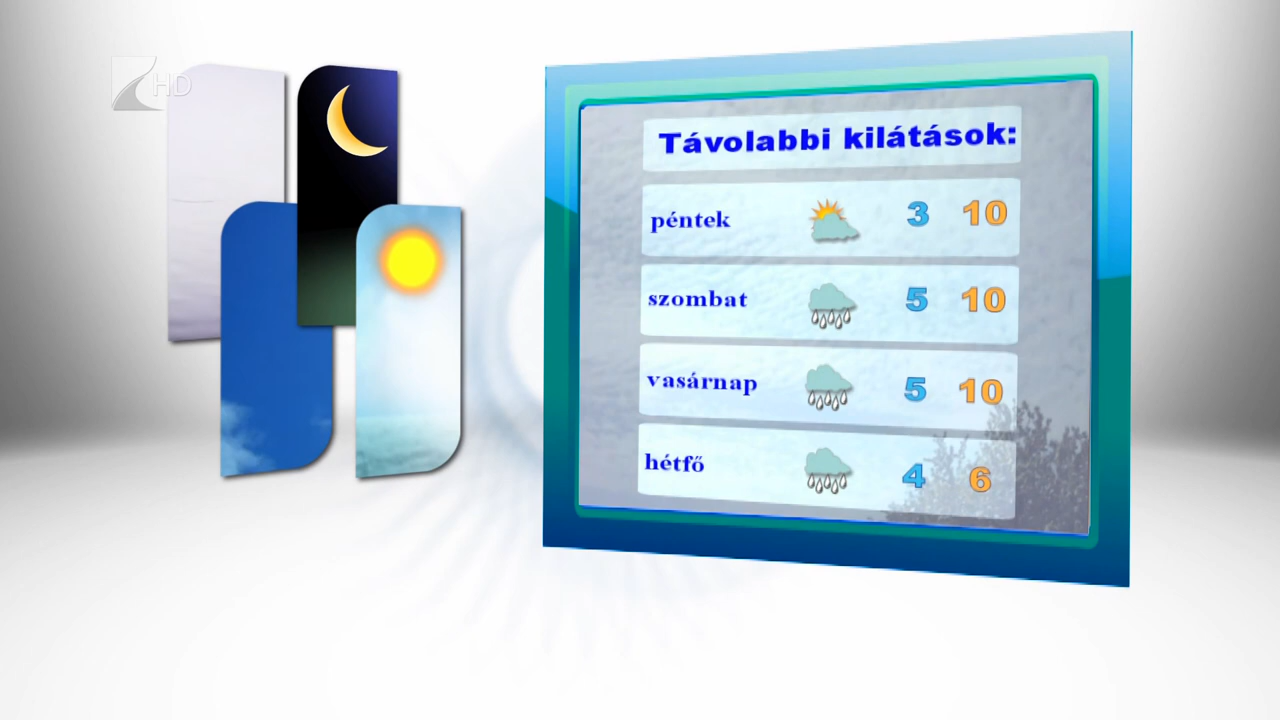 HD
Távolabbi kilátások:
péntek 3 10
szombat 5 10
vasárnap 5 10
hétfő 4 6